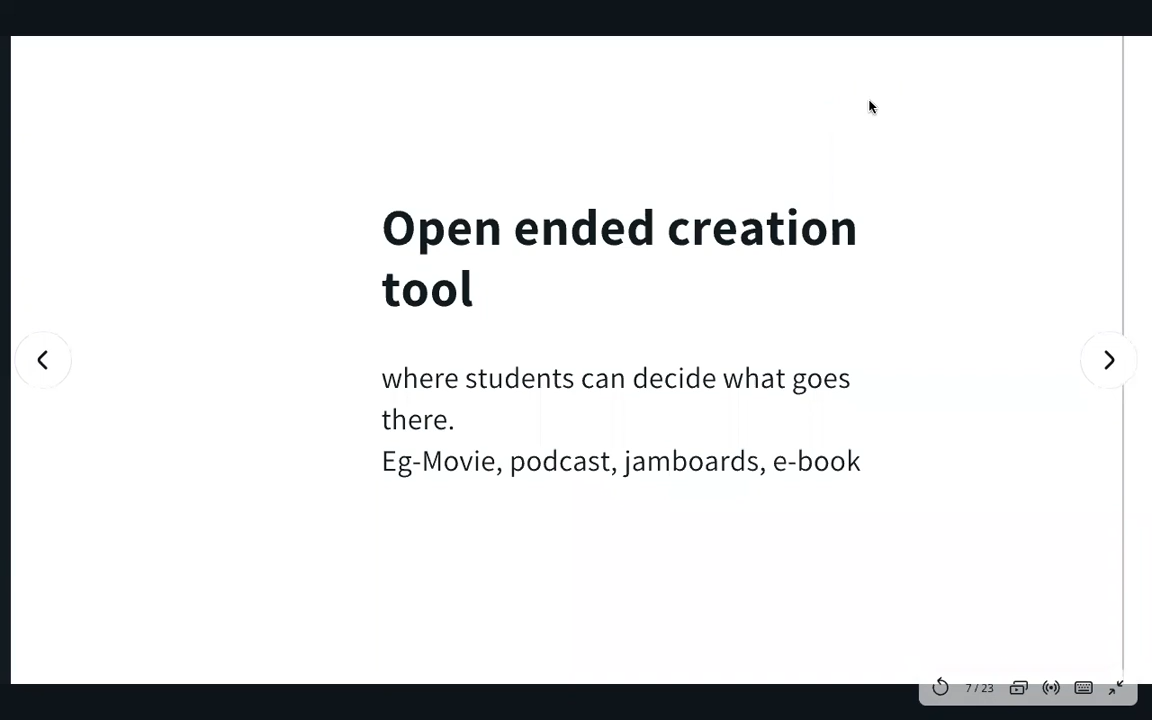 Open ended creation
tool
where students can decide what goes
there.
Eg-Movie, podcast, jamboards, e-book
7 / 23